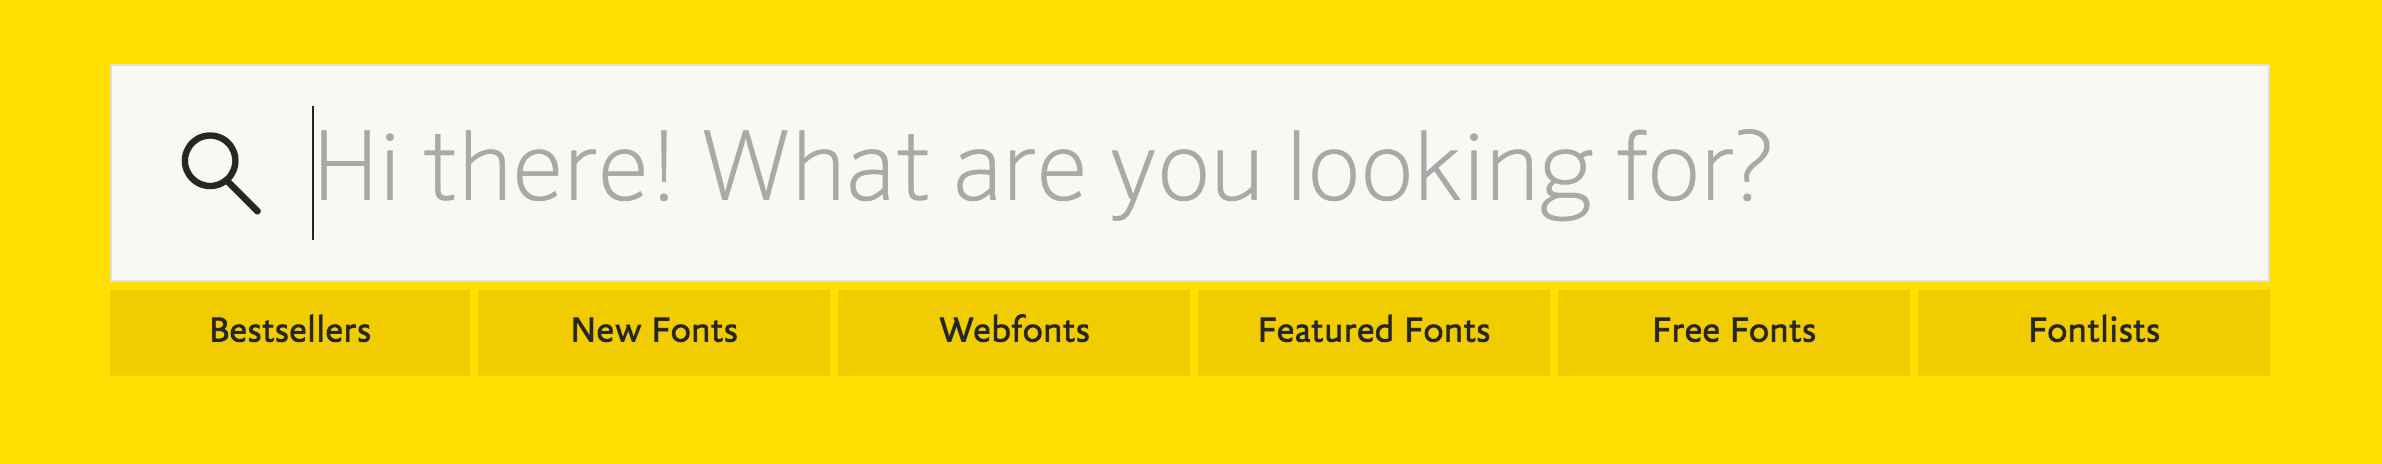 Hi there! What are you looking for?
Bestsellers New Fonts Webfonts Featured Fonts Free Fonts Fontlists